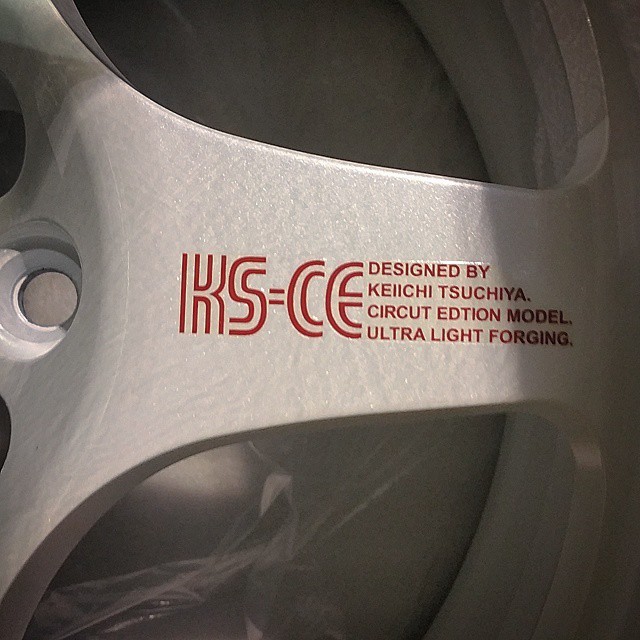 KS-CE
DESIGNED BY
KEIICHI TSUCHIYA.
CIRCUT EDTION MODEL.
ULTRA LIGHT FORGING.